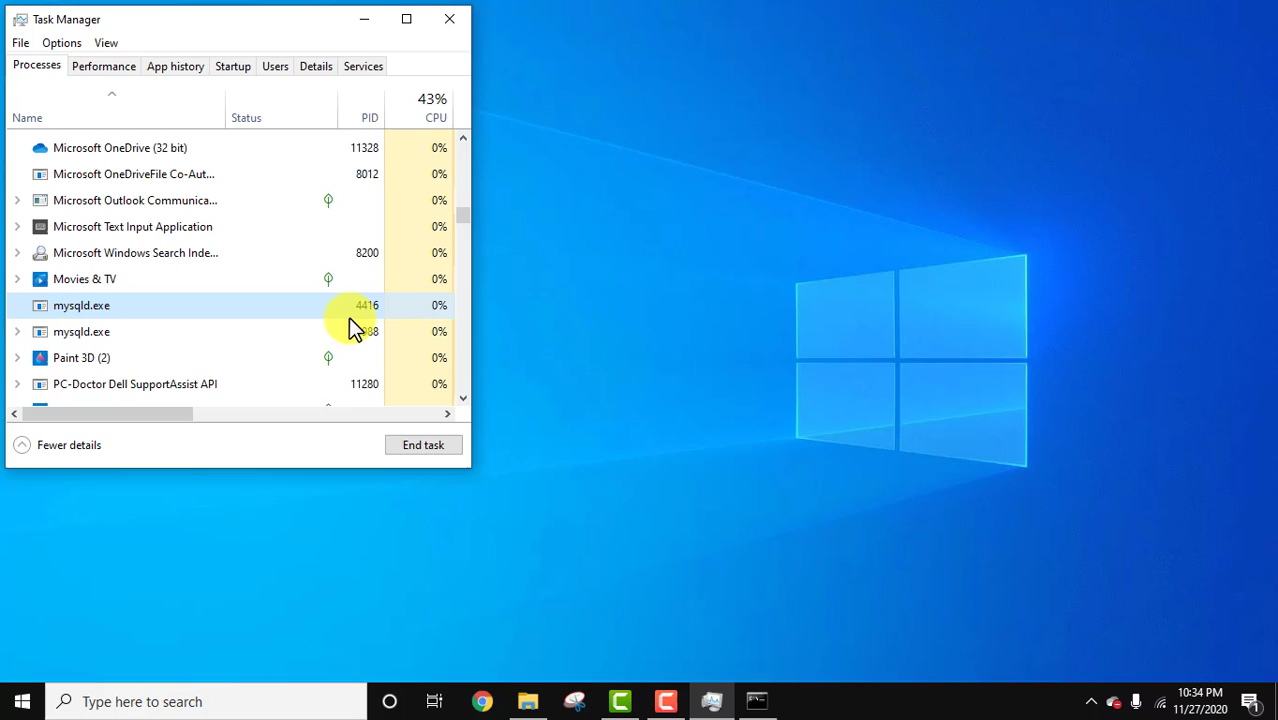 Task Manager
File Options View
Processes Performance App history Startup Users Details Services
43%
Name Status PID CPU
Microsoft OneDrive (32 bit) 11328 0%
Microsoft OneDriveFile Co-Aut... 8012 0%
Microsoft Outlook Communica... 0%
Microsoft Text Input Application 0%
Microsoft Windows Search Inde... 8200 0%
Movies & TV 0%
mysqld.exe 4416 0%
mysqld.exe 0%
Paint 3D (2) 0%
PC-Doctor Dell SupportAssist API 11280 0%
Fewer details End task
Type here to search
10:34 PM
11/27/2020
1